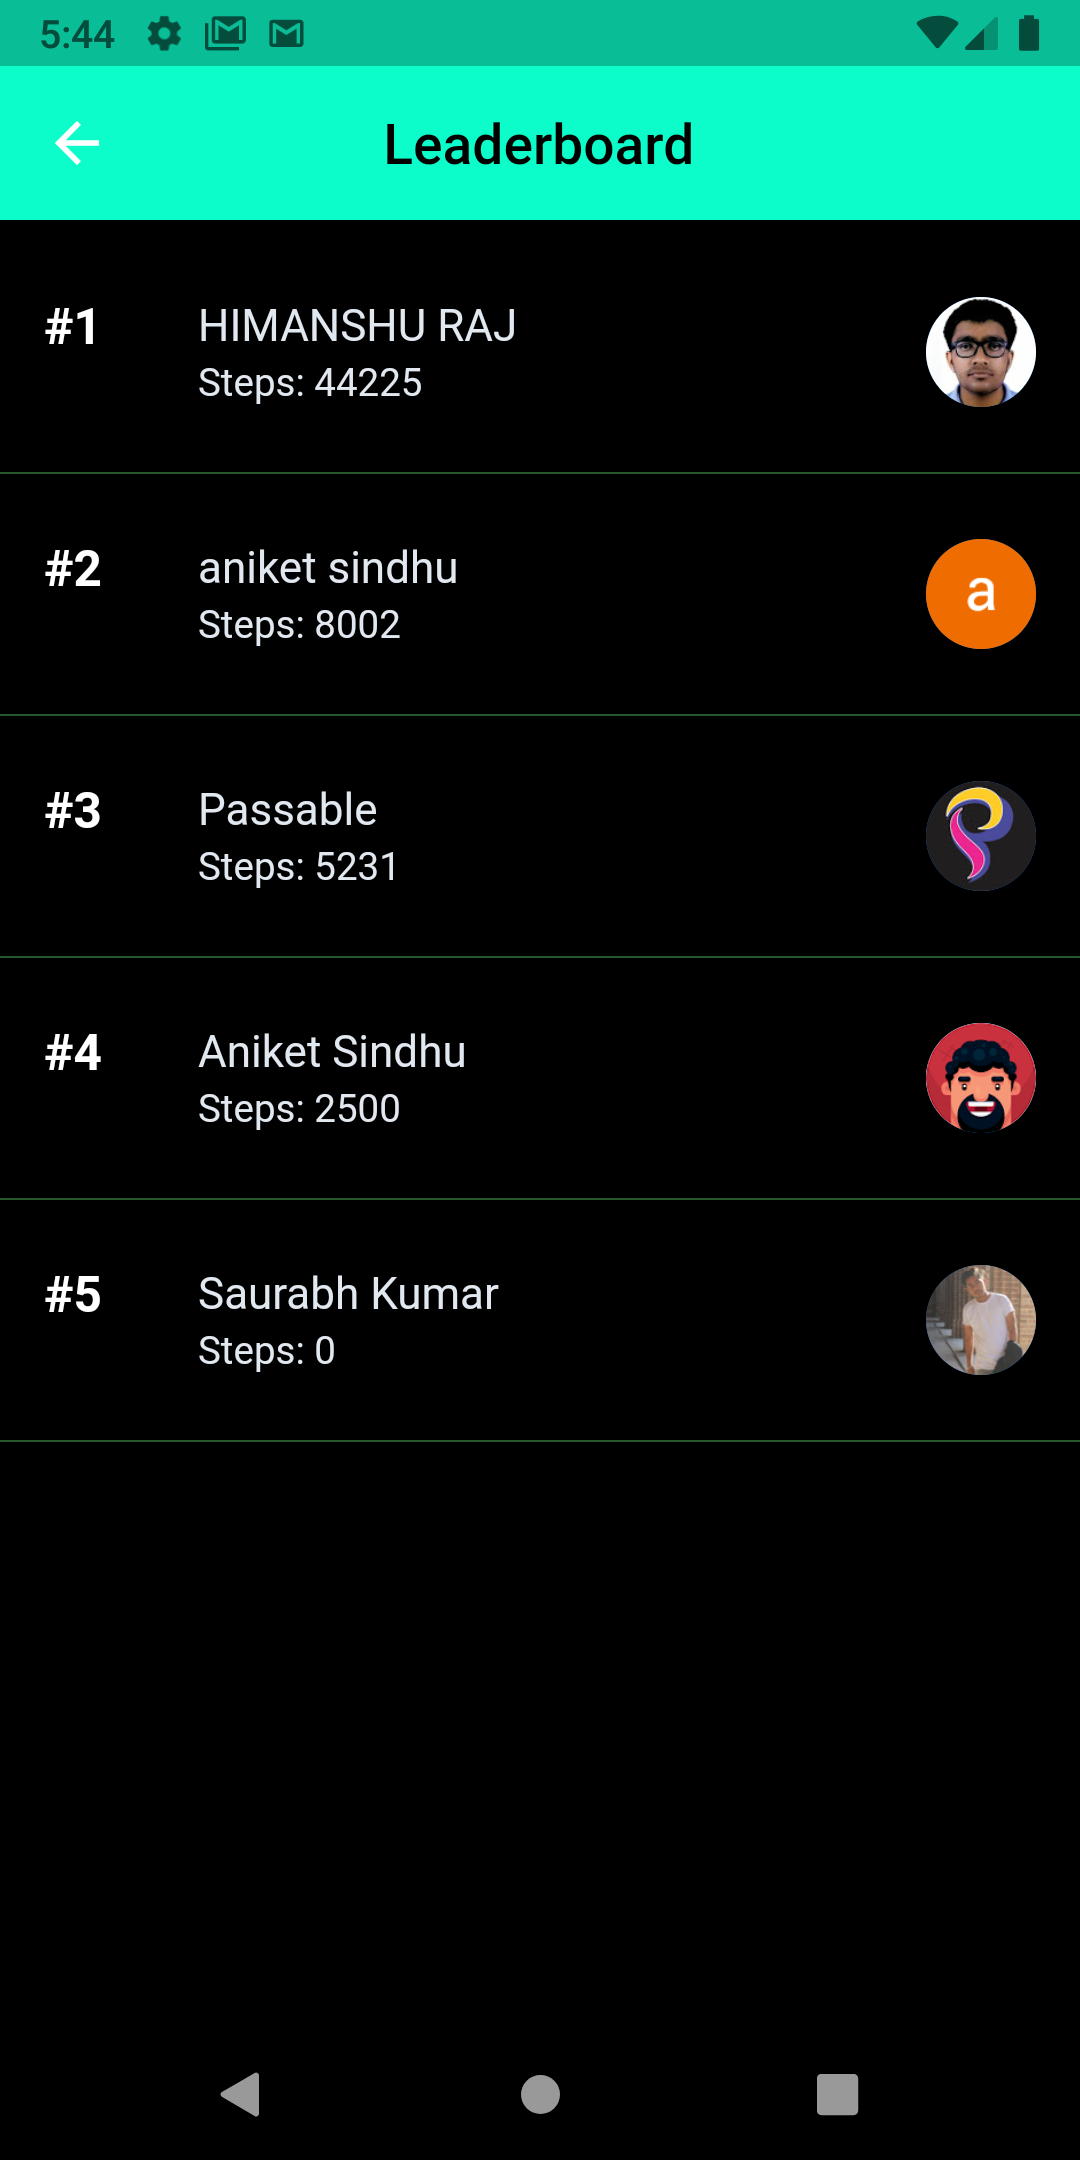 5:44
Leaderboard
#1
HIMANSHU RAJ
Steps: 44225
#2
aniket sindhu
Steps: 8002
a
#3
Passable
Steps: 5231
#4
Aniket Sindhu
Steps: 2500
#5
Saurabh Kumar
Steps: 0